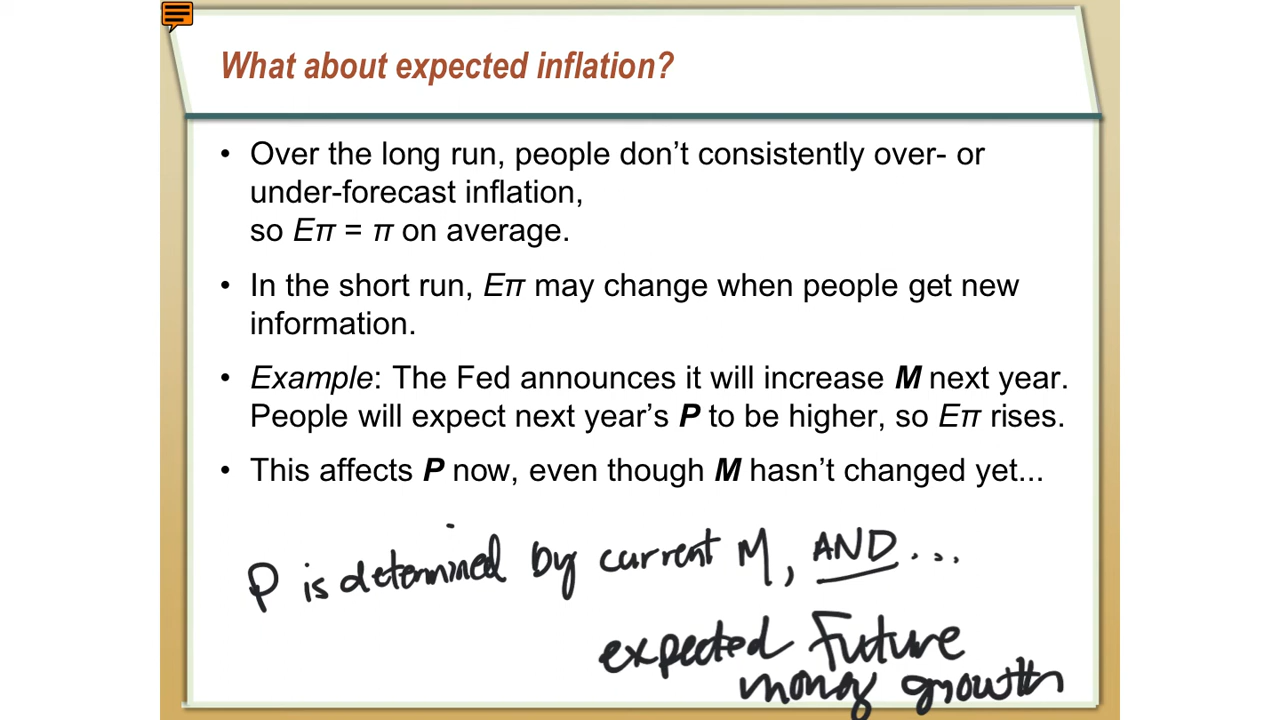 What about expected inflation?
• Over the long run, people don’t consistently over- or
under-forecast inflation,
so Eπ = π on average.
• In the short run, Eπ may change when people get new
information.
• Example: The Fed announces it will increase M next year.
People will expect next year’s P to be higher, so Eπ rises.
• This affects P now, even though M hasn’t changed yet...
P is determined by current M, AND...
expected Future
money growth